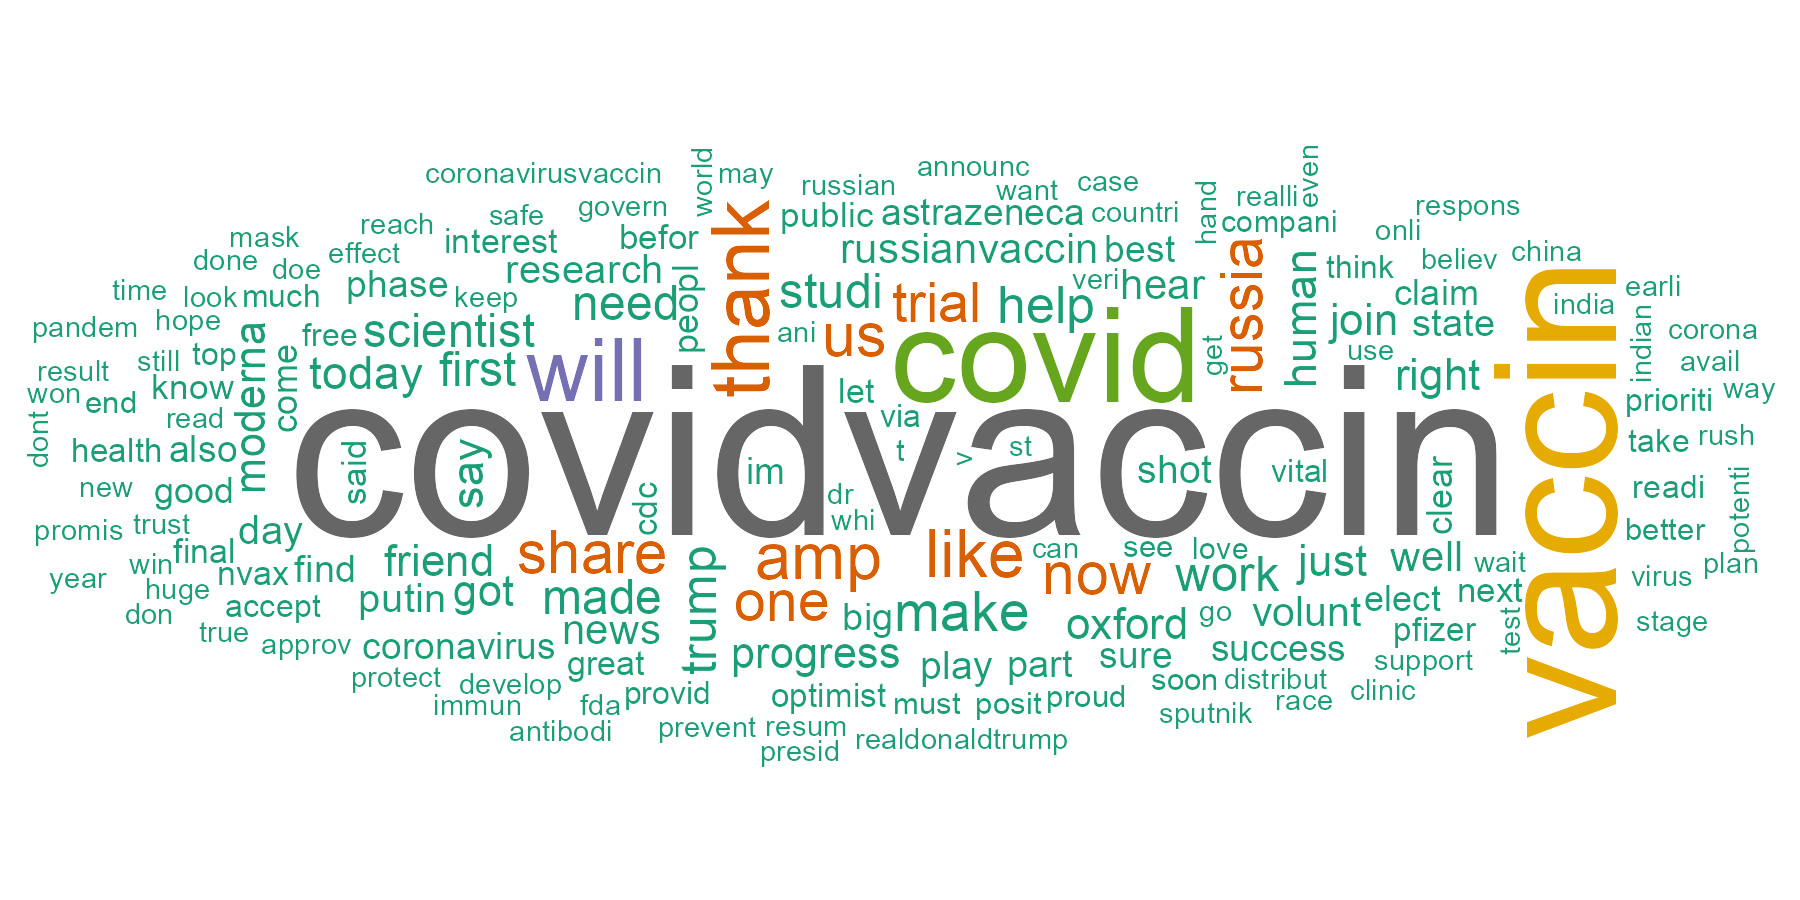 coronavirusvaccin
world
may
announc
russian
want
case
even
realli
hand
respons
reach
safe
govern
public
astrazeneca
countri
compani
onli
mask
interest
befor
thank
russianvaccin
best
china
done
doe
effect
phase
research
peopl
studi
trial
help
veri
hear
russia
human
think
believ
vaccin
earli
time
look
much
keep
need
ani
us
covid
get
claim
india
pandem
hope
free
scientist
join
state
indian
corona
result
still
top
moderna
come
today
first
will
use
right
avail
won
end
know
let
prioriti
way
dont
read
via
covidvaccin
health
also
said
say
im
t
v
st
shot
vital
clear
take
rush
new
good
cdc
dr
readi
potenti
promis
trust
day
whi
better
win
final
share
amp
like
can
see
love
just
well
wait
year
huge
nvax
find
friend
trump
now
work
virus
plan
don
accept
putin
got
made
one
big
make
oxford
go
volunt
elect
next
test
stage
true
approv
coronavirus
news
progress
play
part
sure
success
pfizer
support
great
protect
develop
provid
optimist
must
posit
proud
soon
distribut
clinic
immun
fda
sputnik
race
antibodi
prevent
resum
presid
realdonaldtrump